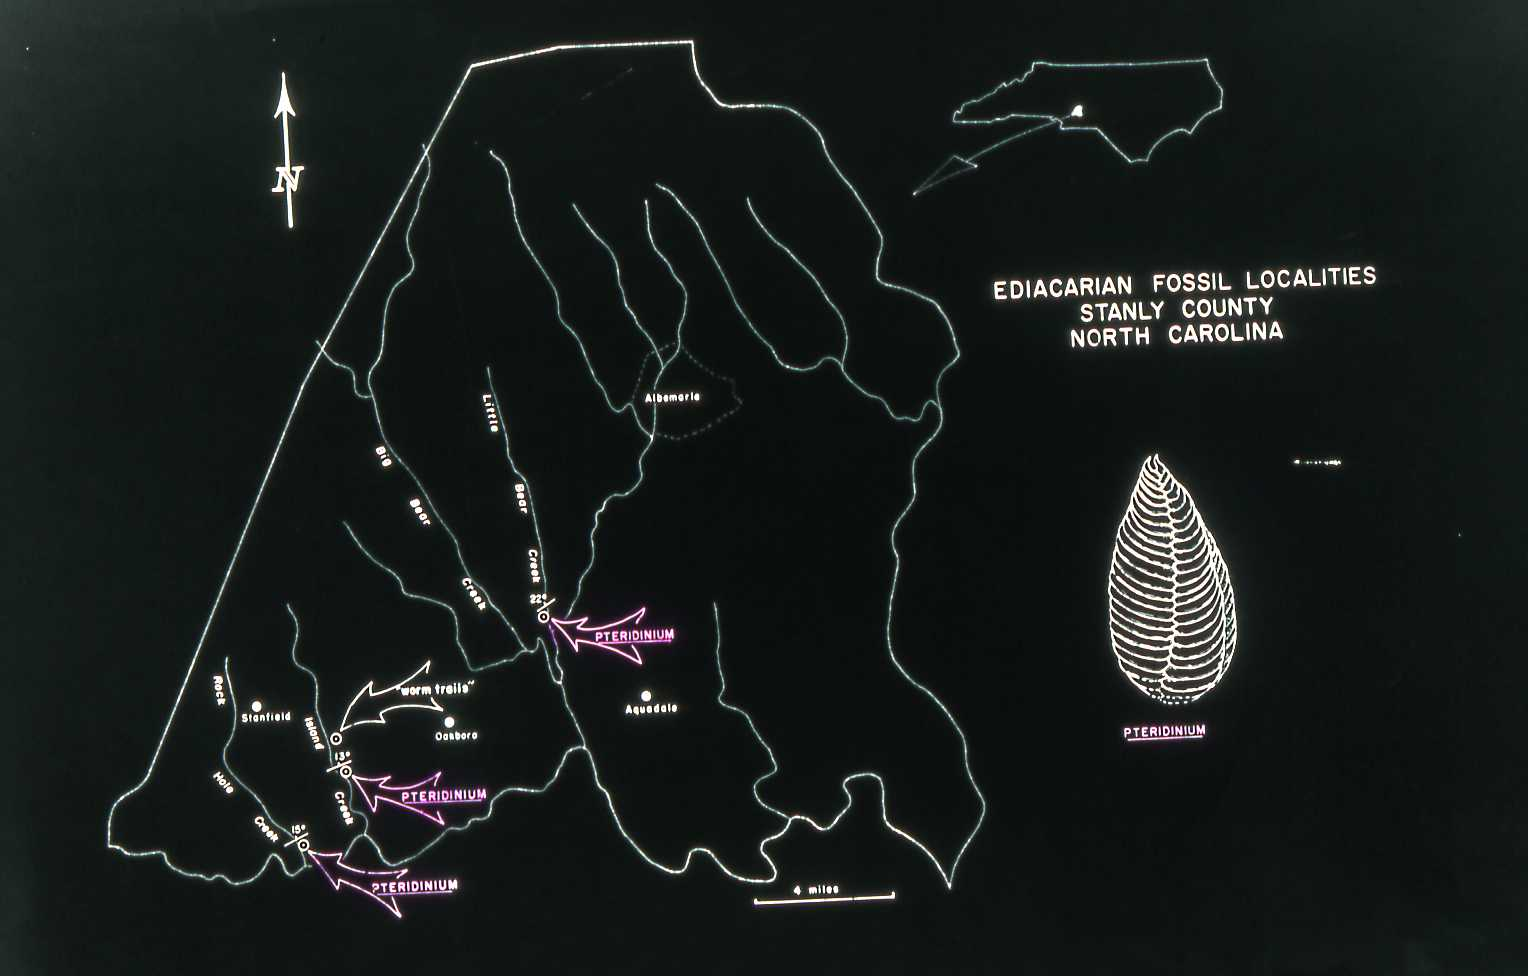 N
EDIACARIAN FOSSIL LOCALITIES
STANLY COUNTY
NORTH CAROLINA
Albemarle
Little
Bear
Creek
Big
Bear
Creek
22°
PTERIDINIUM
"worm trails"
Rock
Stanfield
Island
Oakboro
Aquadale
PTERIDINIUM
13°
PTERIDINIUM
Hole
Creek
Creek
15°
PTERIDINIUM
4 miles